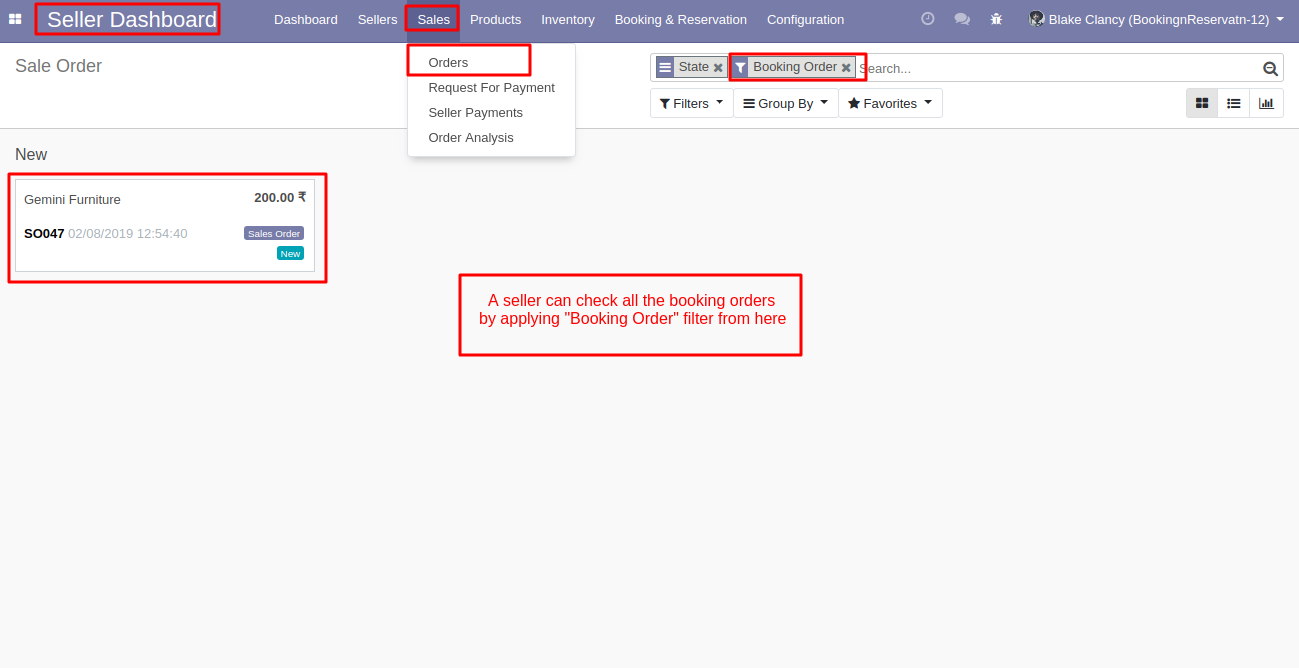 Seller Dashboard Dashboard Sellers Sales Products Inventory Booking & Reservation Configuration Blake Clancy (BookingnReservatn-12)
Sale Order
Orders
Request For Payment
Seller Payments
Order Analysis
State Booking Order Search...
Filters Group By Favorites
New
Gemini Furniture 200.00 ₹
SO047 02/08/2019 12:54:40 Sales Order
New
A seller can check all the booking orders
by applying "Booking Order" filter from here